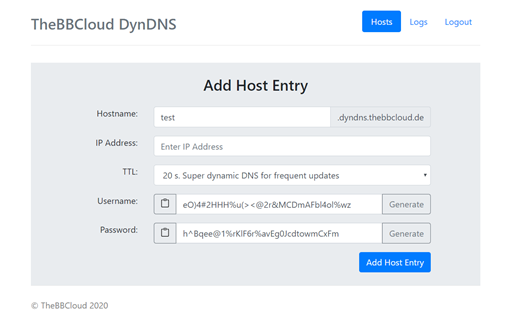 TheBBCloud DynDNS
Hosts Logs Logout
Add Host Entry
Hostname: test .dyndns.thebbcloud.de
IP Address: Enter IP Address
TTL: 20 s. Super dynamic DNS for frequent updates
Username: eO)4#2HHH%u(><@2r&MCDmAFbl4ol%wz Generate
Password: h^Bqee@1%rKlF6r%avEg0JcdtowmCxFm Generate
Add Host Entry
© TheBBCloud 2020